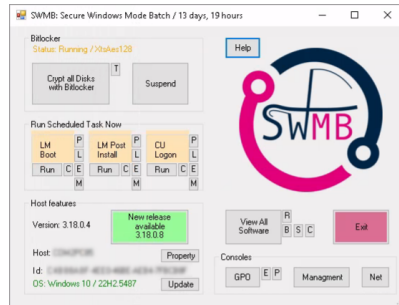 SWMB: Secure Windows Mode Batch / 13 days, 19 hours
Bitlocker
Status: Running / XtsAes128
Crypt all Disks
with Bitlocker
T
Suspend
Help
Run Scheduled Task Now
LM
Boot
P
L
Run
C
E
M
LM Post
Install
P
L
Run
C
E
M
CU
Logon
P
L
Run
C
E
M
SWMB
Host features
Version: 3.18.0.4
New release
available
3.18.0.8
Host:
Property
Id:
OS: Windows 10 / 22H2.5487
Update
View All
Software
R
B
S
C
Exit
Consoles
GPO
E
P
Managment
Net